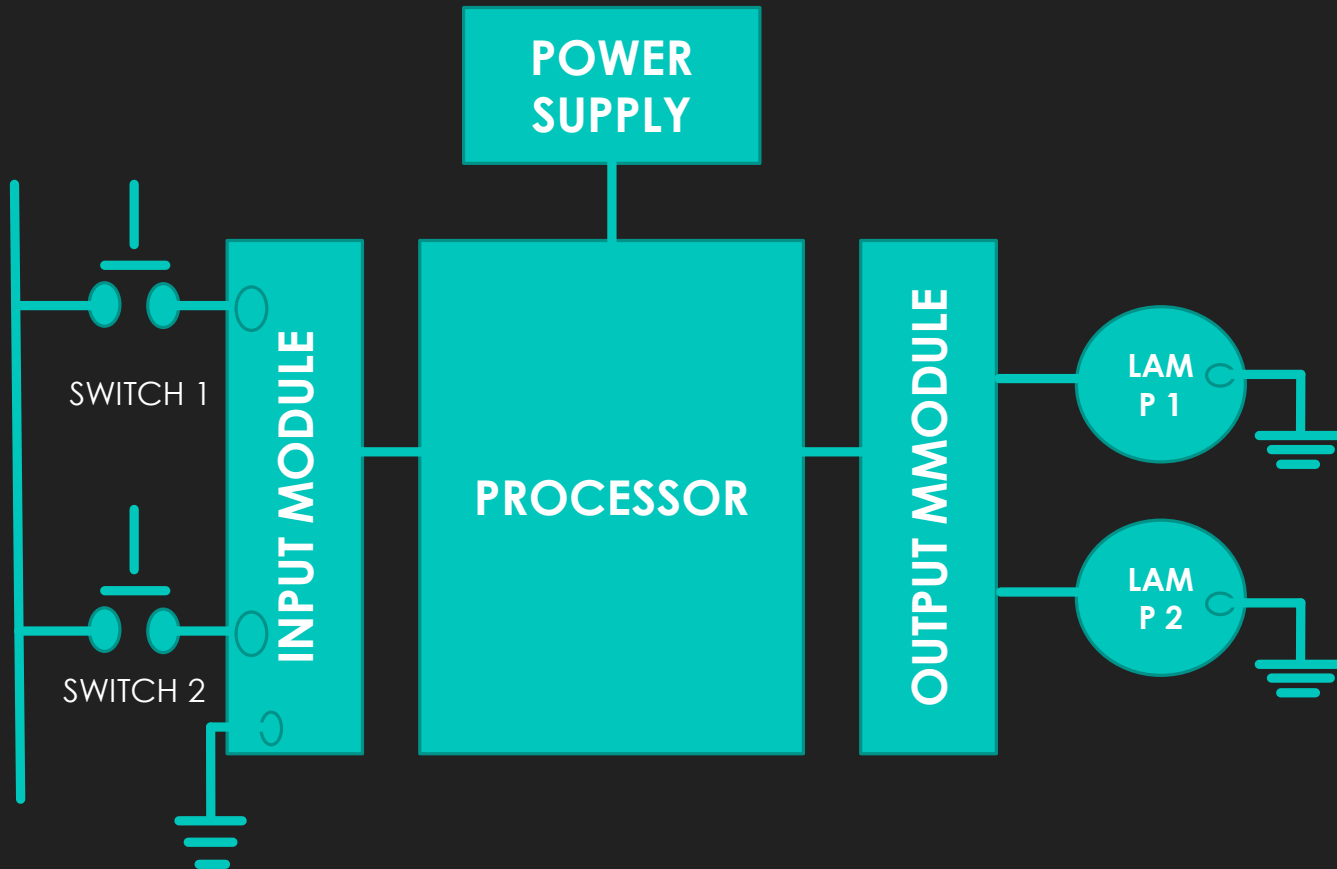 POWER
SUPPLY
SWITCH 1
INPUT MODULE
PROCESSOR
OUTPUT MMODULE
LAM
P 1
LAM
P 2
SWITCH 2